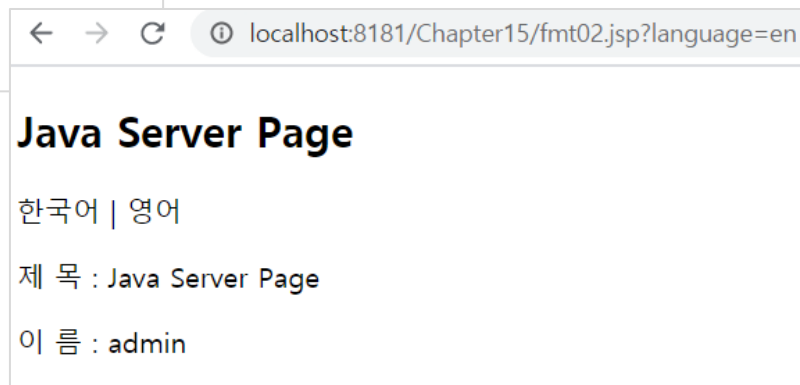 localhost:8181/Chapter15/fmt02.jsp?language=en
Java Server Page
한국어 | 영어
제 목 : Java Server Page
이 름 : admin